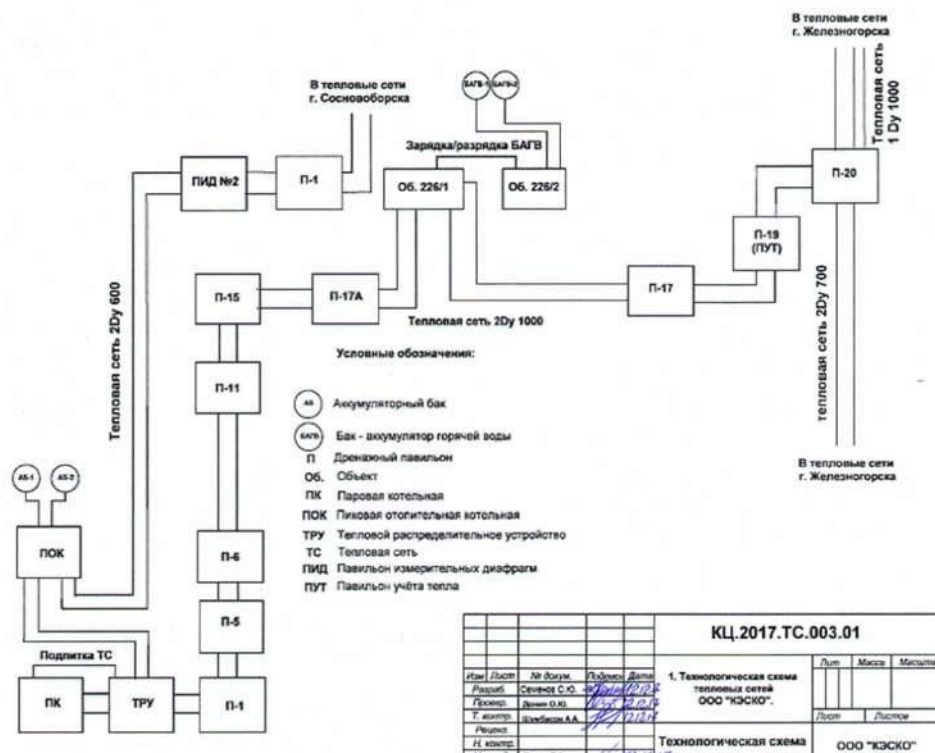 В тепловые сети
г. Железногорска
Тепловая сеть
1 Dy 1000
В тепловые сети
г. Сосновоборска
БАГВ-1
БАГВ-2
Зарядка/разрядка БАГВ
ПИД №2
П-1
Об. 226/1
Об. 226/2
П-20
П-19
(ПУТ)
П-15
П-17А
П-17
Тепловая сеть 2Dy 600
Тепловая сеть 2Dy 1000
тепловая сеть 2Dy 700
П-11
Условные обозначения:
АБ Аккумуляторный бак
БАГВ Бак - аккумулятор горячей воды
П Дренажный павильон
Об. Объект
ПК Паровая котельная
ПОК Пиковая отопительная котельная
ТРУ Тепловой распределительное устройство
ТС Тепловая сеть
ПИД Павильон измерительных диафрагм
ПУТ Павильон учёта тепла
В тепловые сети
г. Железногорска
АБ-1
АБ-2
ПОК
П-6
П-5
Подпитка ТС
ПК
ТРУ
П-1
КЦ.2017.ТС.003.01
Изм Лист № докум. Подпись Дата
Разраб. Семенов С.Ю.
Провер.
Т. контр.
Реценз.
Н. контр.
1. Технологическая схема
тепловых сетей
ООО "КЭСКО".
Лит Масса Масштаб
Лист Листов
Технологическая схема
ООО "КЭСКО"